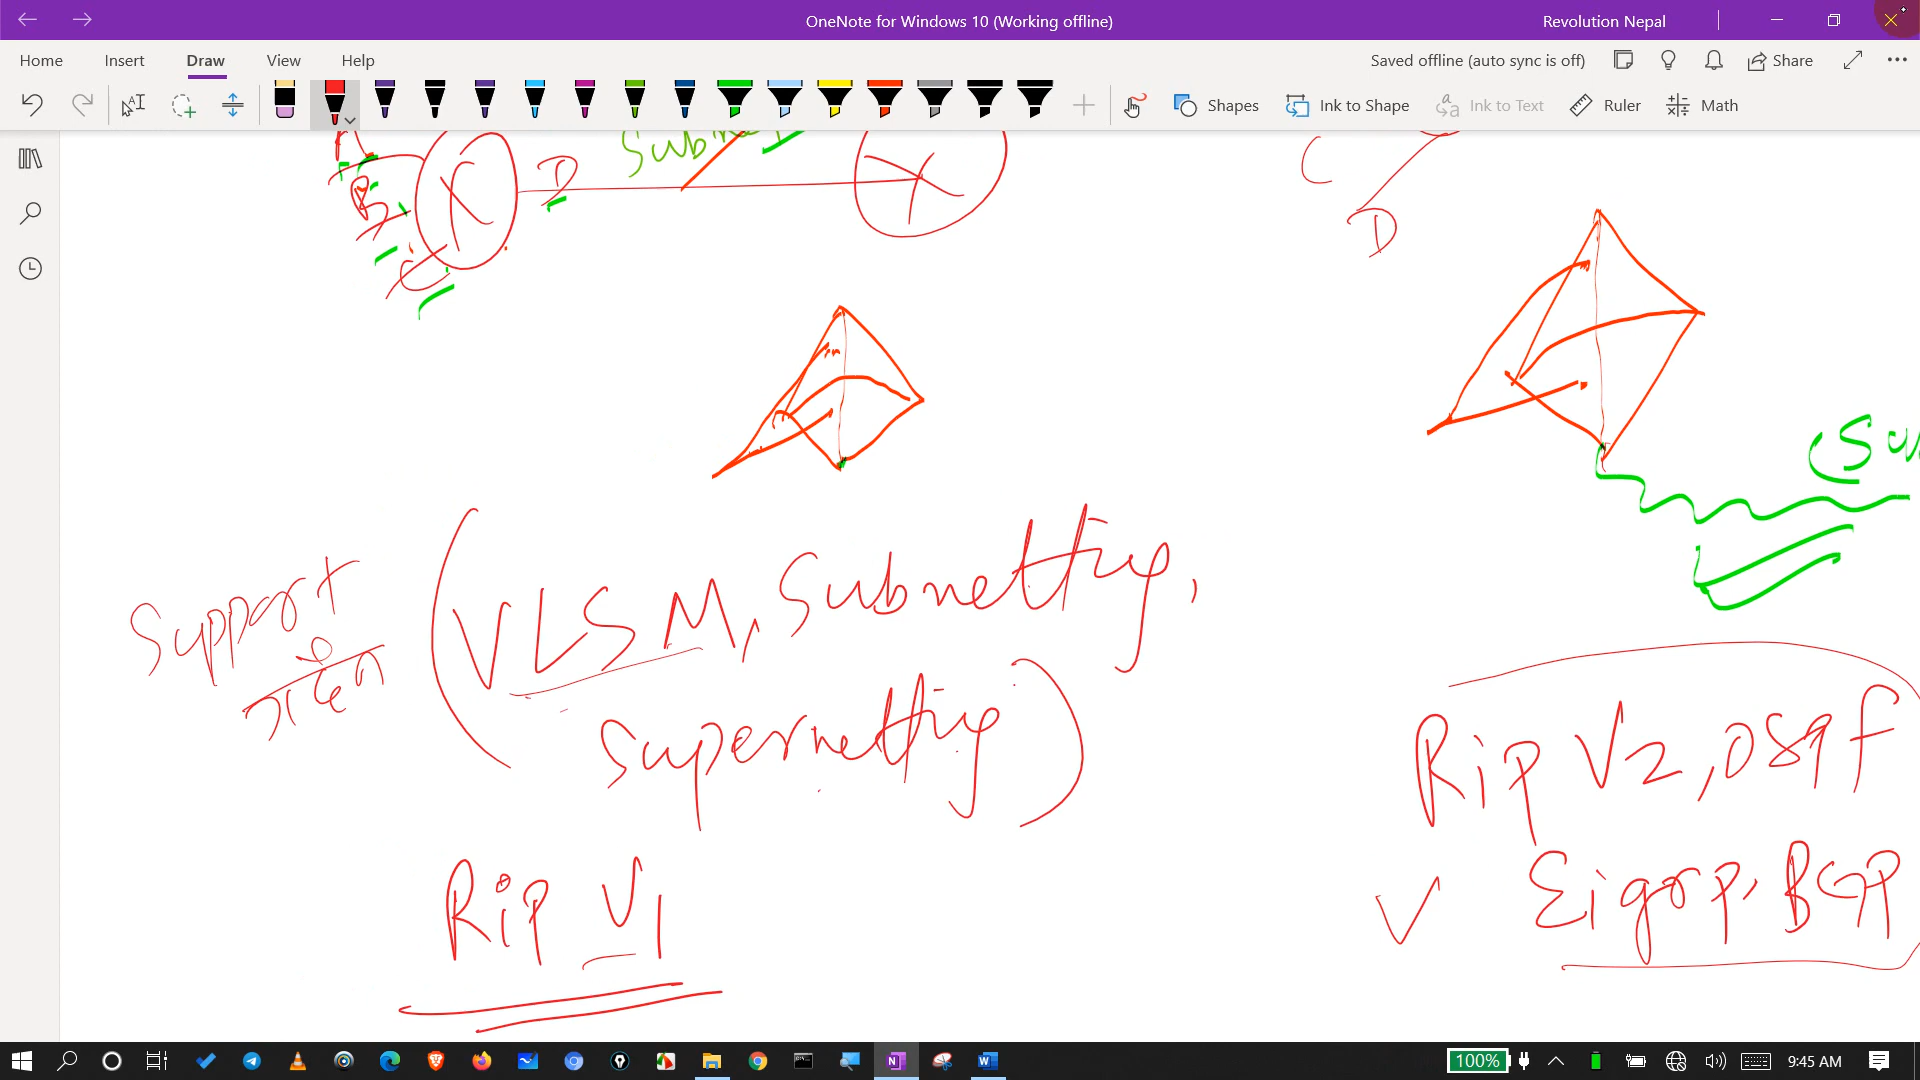 OneNote for Windows 10 (Working offline)
Revolution Nepal
Home Insert Draw View Help
Saved offline (auto sync is off) Share
Shapes Ink to Shape Ink to Text Ruler Math
A
B
C
D
C
D
Support (VLSM, Subnetting,
Supernetting)
Rip V1
Rip V2, OSPF
Eigrp, BGP
100% 9:45 AM